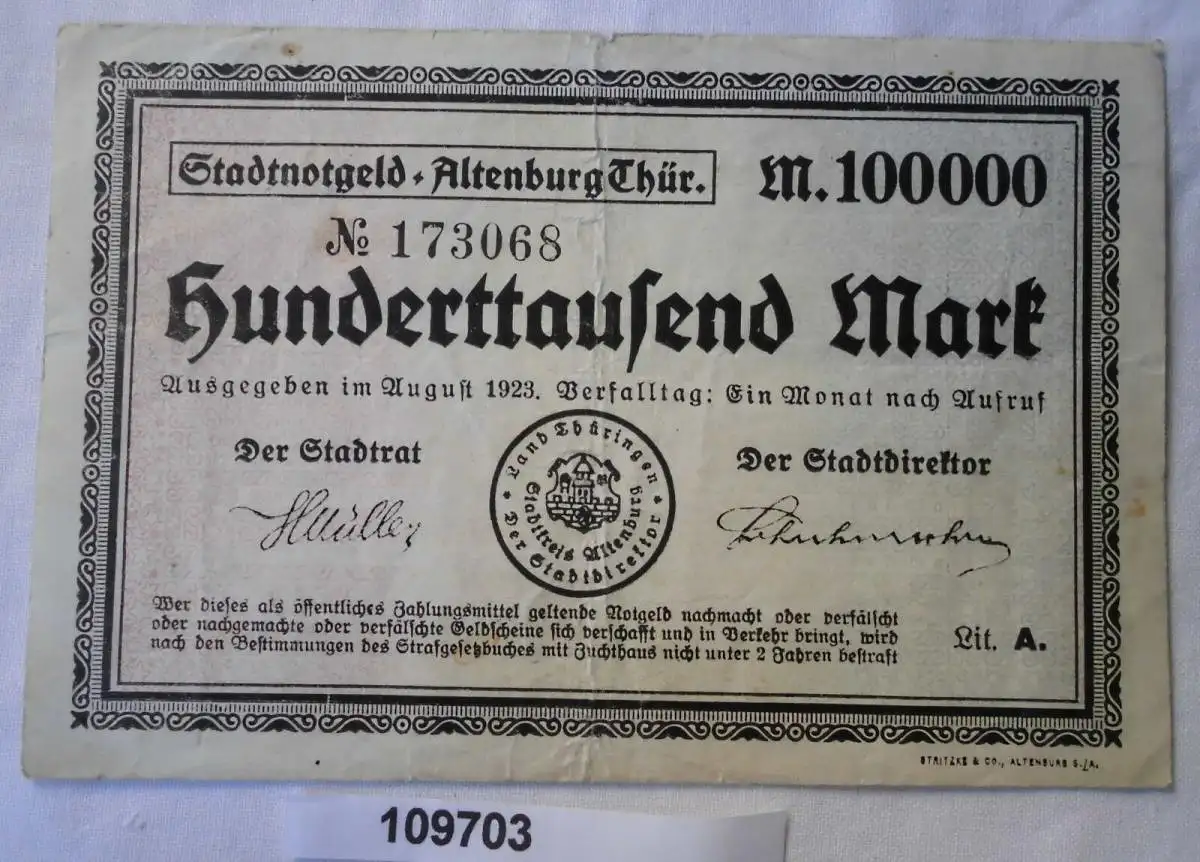 Stadtnotgeld · Altenburg Thür.
M. 100000
№ 173068
Hunderttausend Mark
Ausgegeben im August 1923. Verfalltag: Ein Monat nach Aufruf
Der Stadtrat
Der Stadtdirektor
Land Thüringen
Stadtkreis Altenburg
* Der Stadtdirektor *
Müller
Wer dieses als öffentliches Zahlungsmittel geltende Notgeld nachmacht oder verfälscht
oder nachgemachte oder verfälschte Geldscheine sich verschafft und in Verkehr bringt, wird
nach den Bestimmungen des Strafgesetzbuches mit Zuchthaus nicht unter 2 Jahren bestraft
Lit. A.
STRITZKE & CO., ALTENBURG S./A.
109703